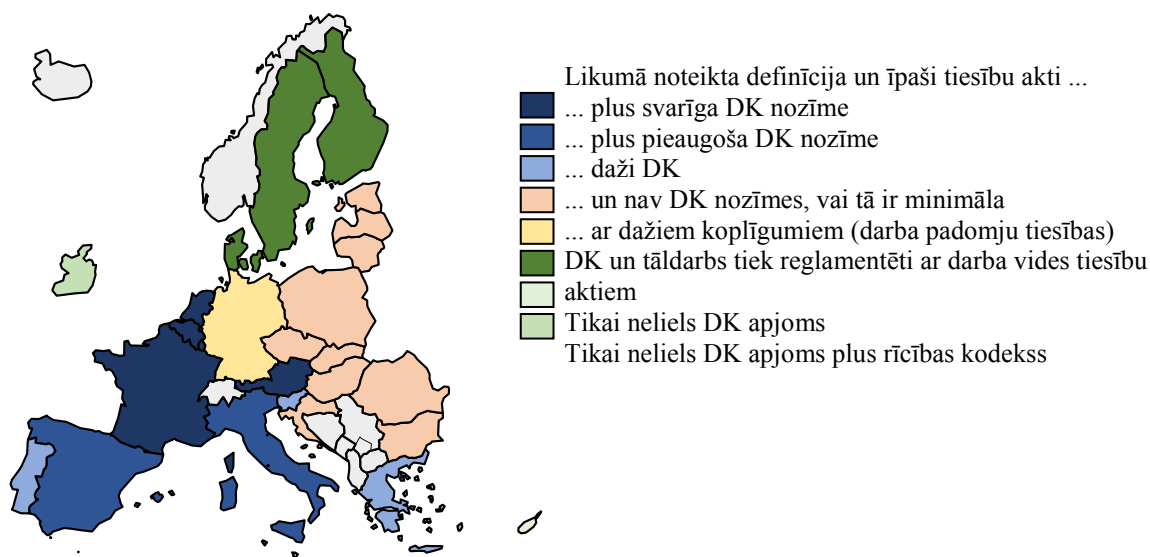 Likumā noteikta definīcija un īpaši tiesību akti ...
... plus svarīga DK nozīme
... plus pieaugoša DK nozīme
... daži DK
... un nav DK nozīmes, vai tā ir minimāla
... ar dažiem koplīgumiem (darba padomju tiesības)
DK un tāldarbs tiek reglamentēti ar darba vides tiesību
aktiem
Tikai neliels DK apjoms
Tikai neliels DK apjoms plus rīcības kodekss